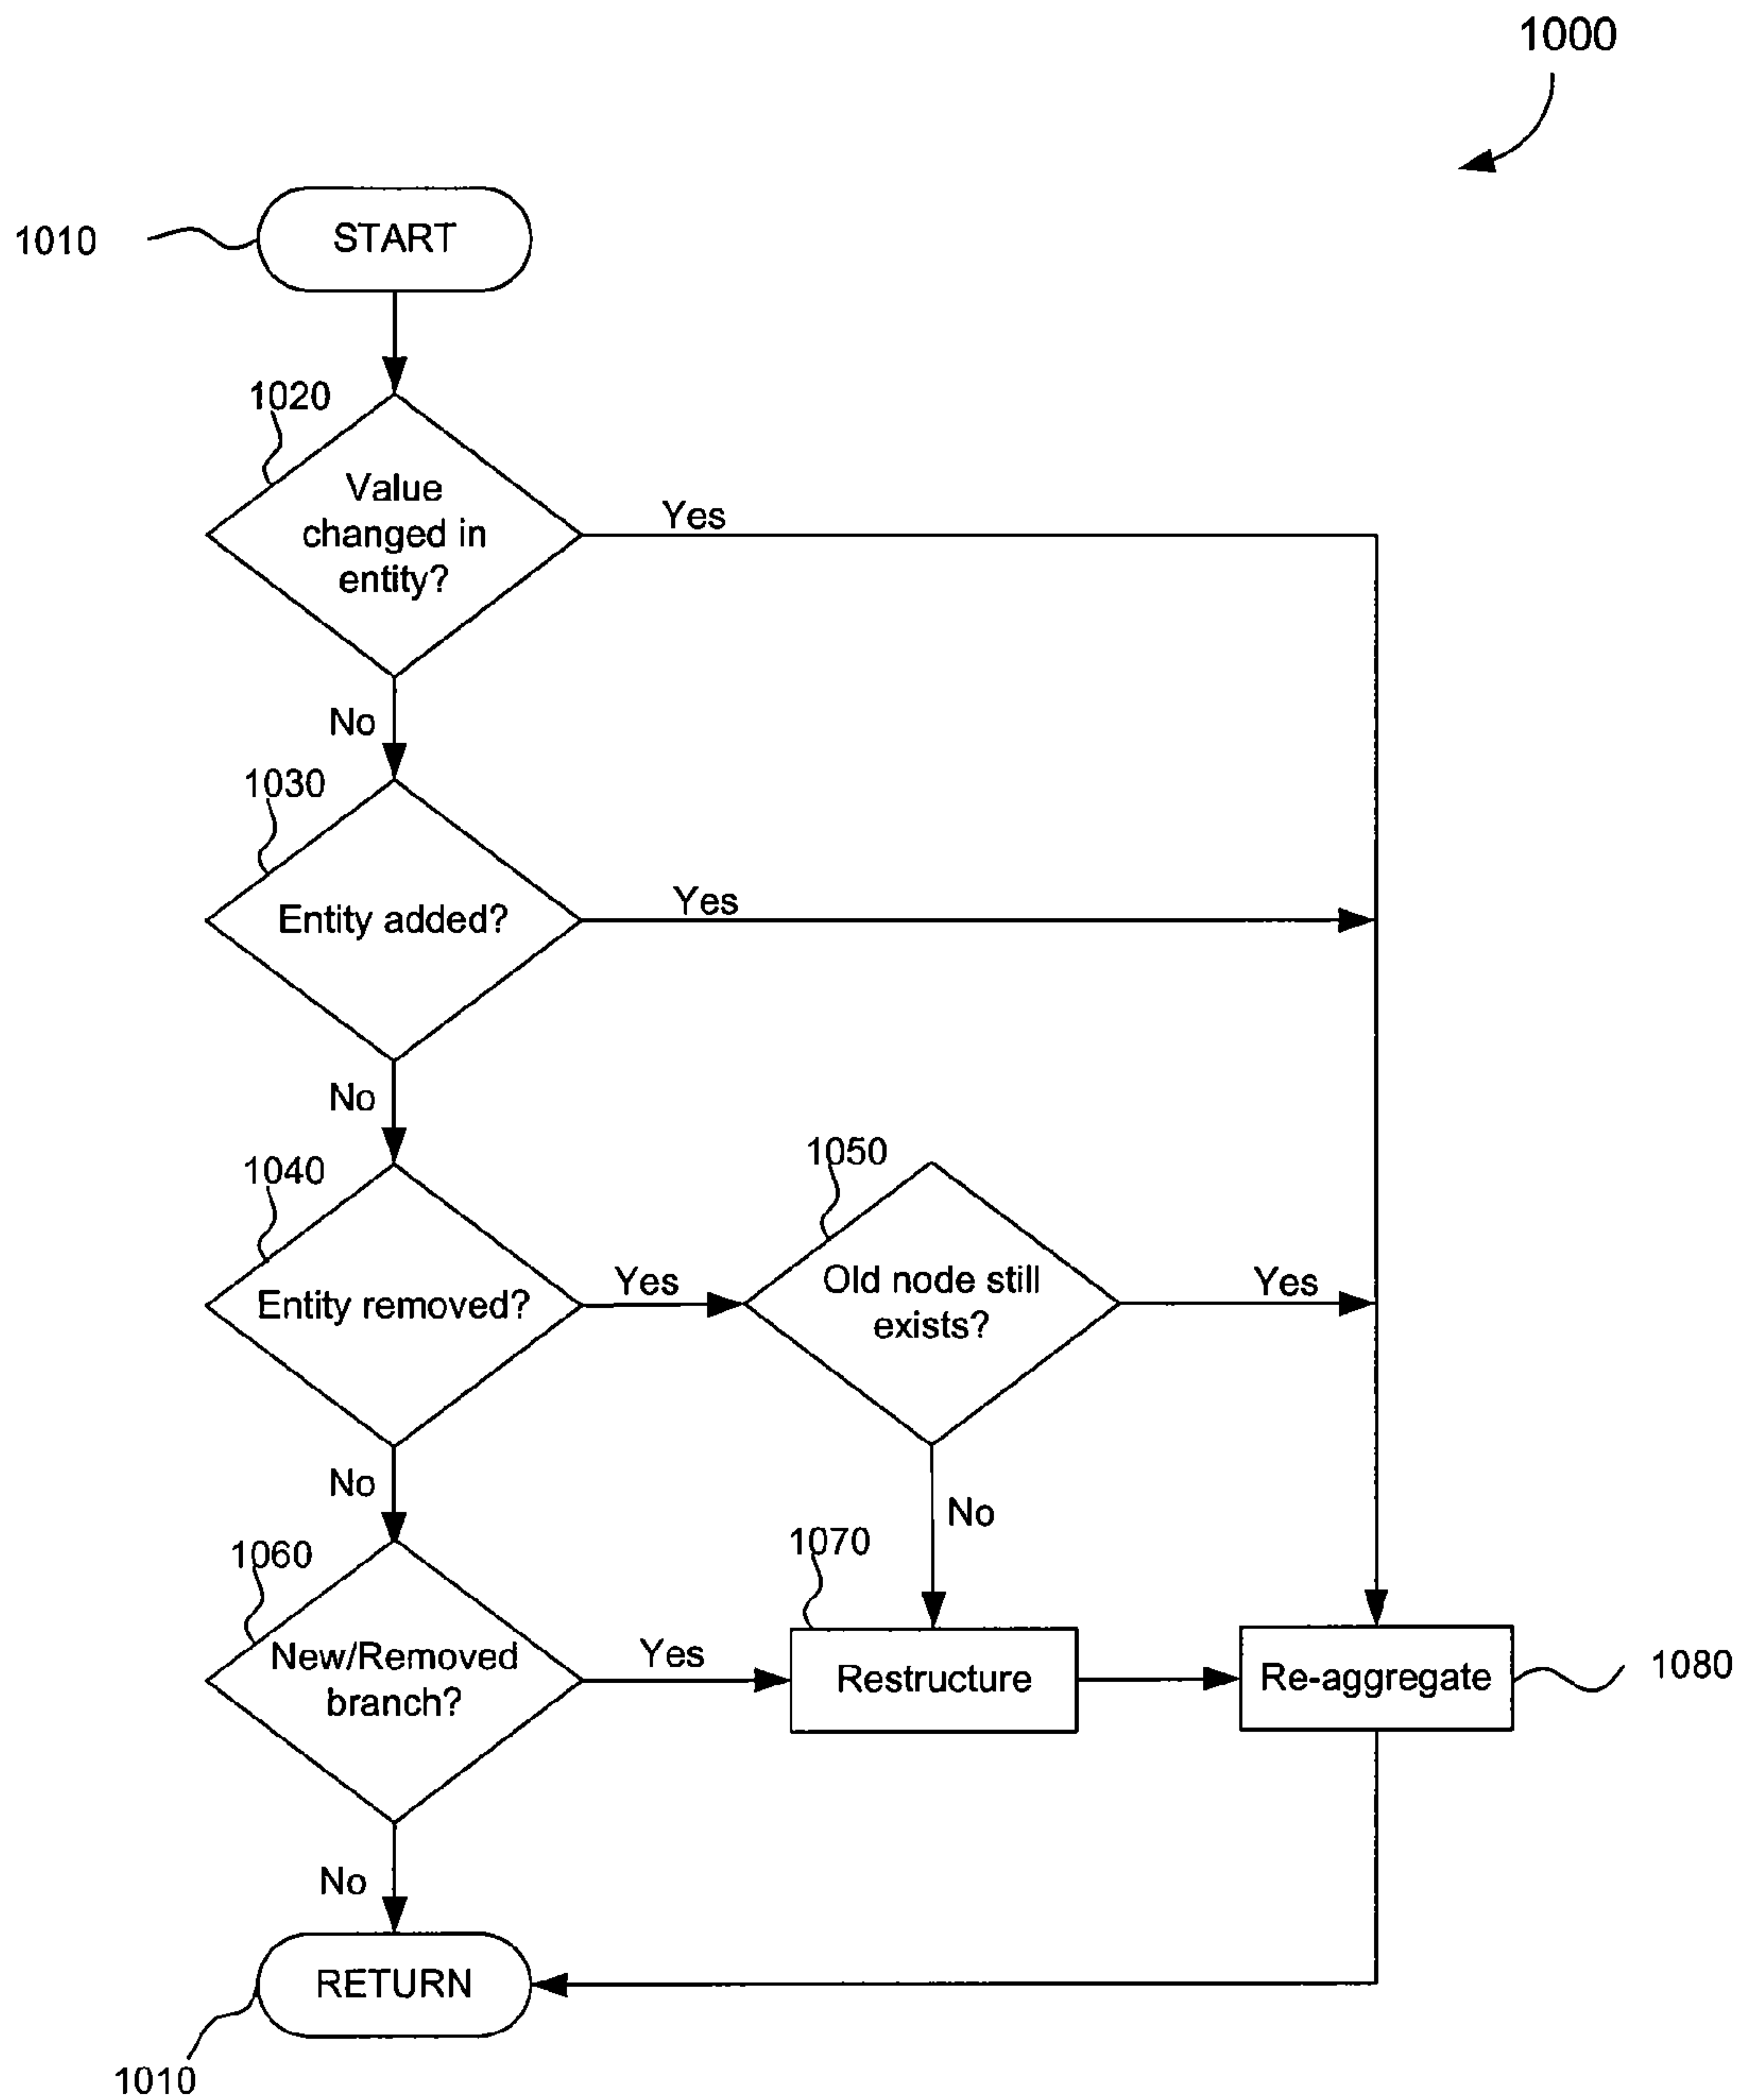 1000
1010
START
1020
Value
changed in
entity?
Yes
No
1030
Entity added?
Yes
No
1040
Entity removed?
Yes
1050
Old node still
exists?
Yes
No
No
1060
New/Removed
branch?
Yes
1070
Restructure
Re-aggregate
1080
No
RETURN
1010